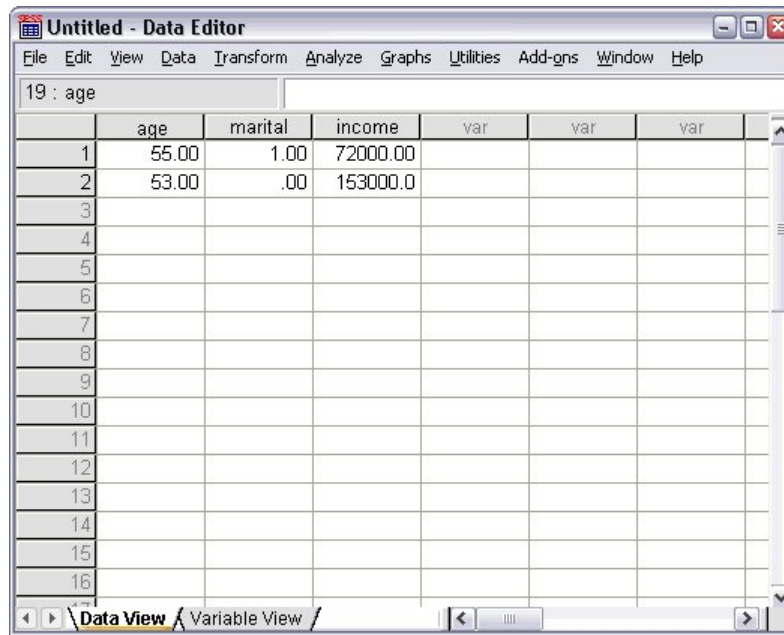 Untitled - Data Editor
File Edit View Data Transform Analyze Graphs Utilities Add-ons Window Help
19 : age
age marital income var var var
1 55.00 1.00 72000.00
2 53.00 .00 153000.0
3
4
5
6
7
8
9
10
11
12
13
14
15
16
17
Data View Variable View